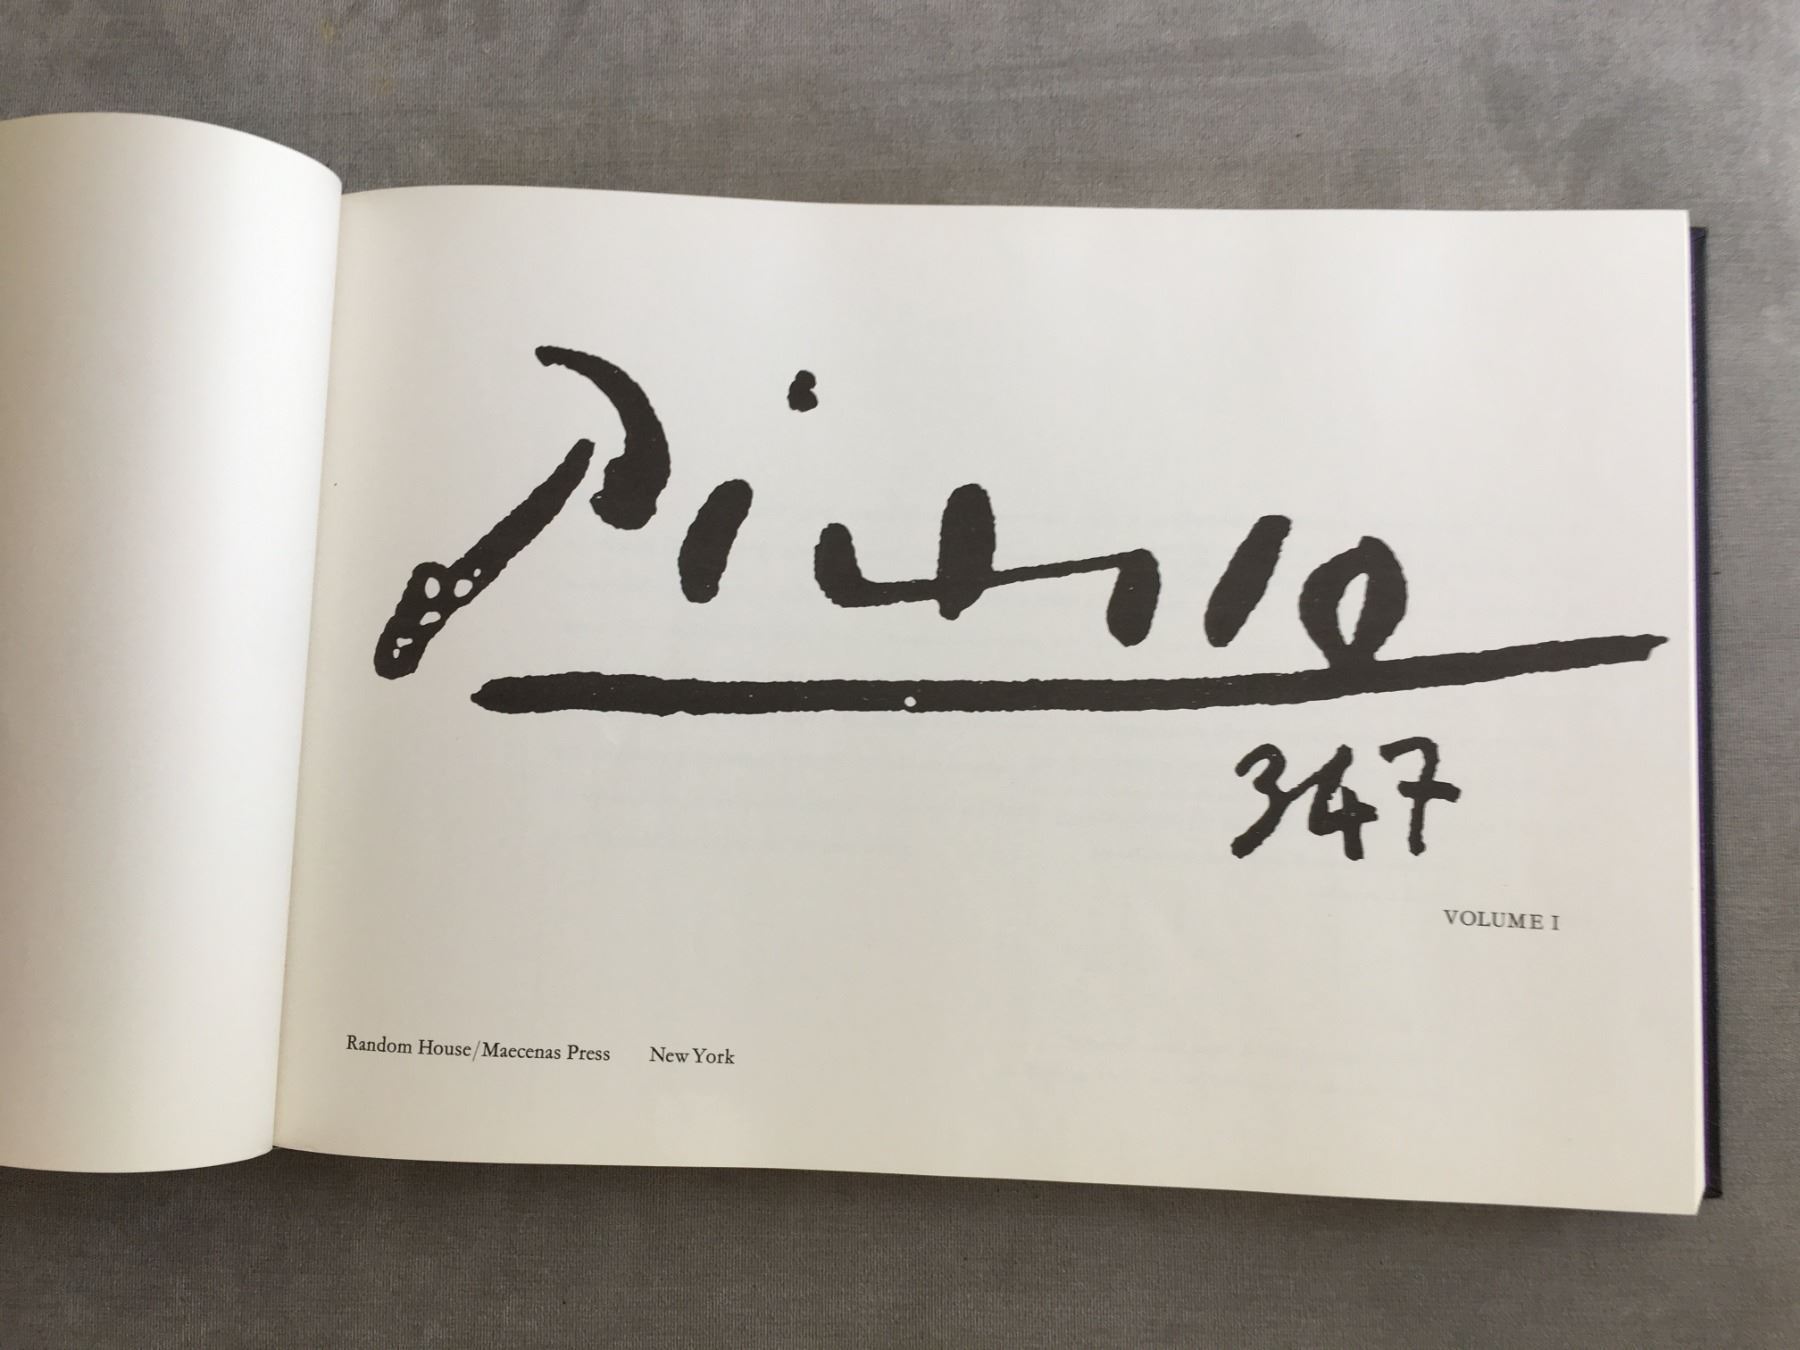 Picasso
347
VOLUME I
Random House/Maecenas Press New York